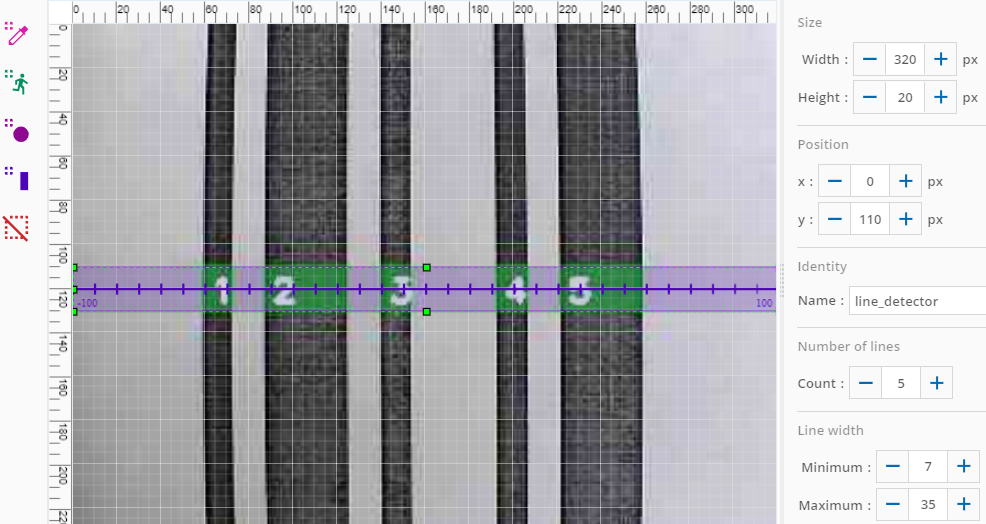 0 20 40 60 80 100 120 140 160 180 200 220 240 260 280 300
0
20
40
60
80
100
120
140
160
180
200
22
1 2 3 4 5
-100 100
Size
Width : − 320 + px
Height : − 20 + px
Position
x : − 0 + px
y : − 110 + px
Identity
Name : line_detector
Number of lines
Count : − 5 +
Line width
Minimum : − 7 +
Maximum : − 35 +